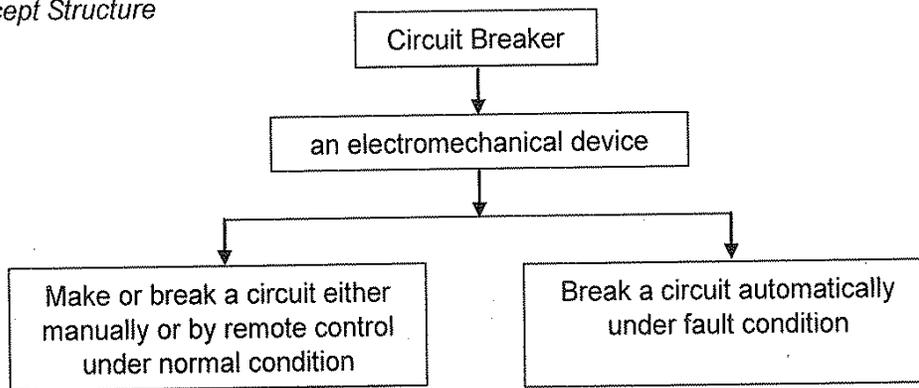 cept Structure
Circuit Breaker
an electromechanical device
Make or break a circuit either
manually or by remote control
under normal condition
Break a circuit automatically
under fault condition